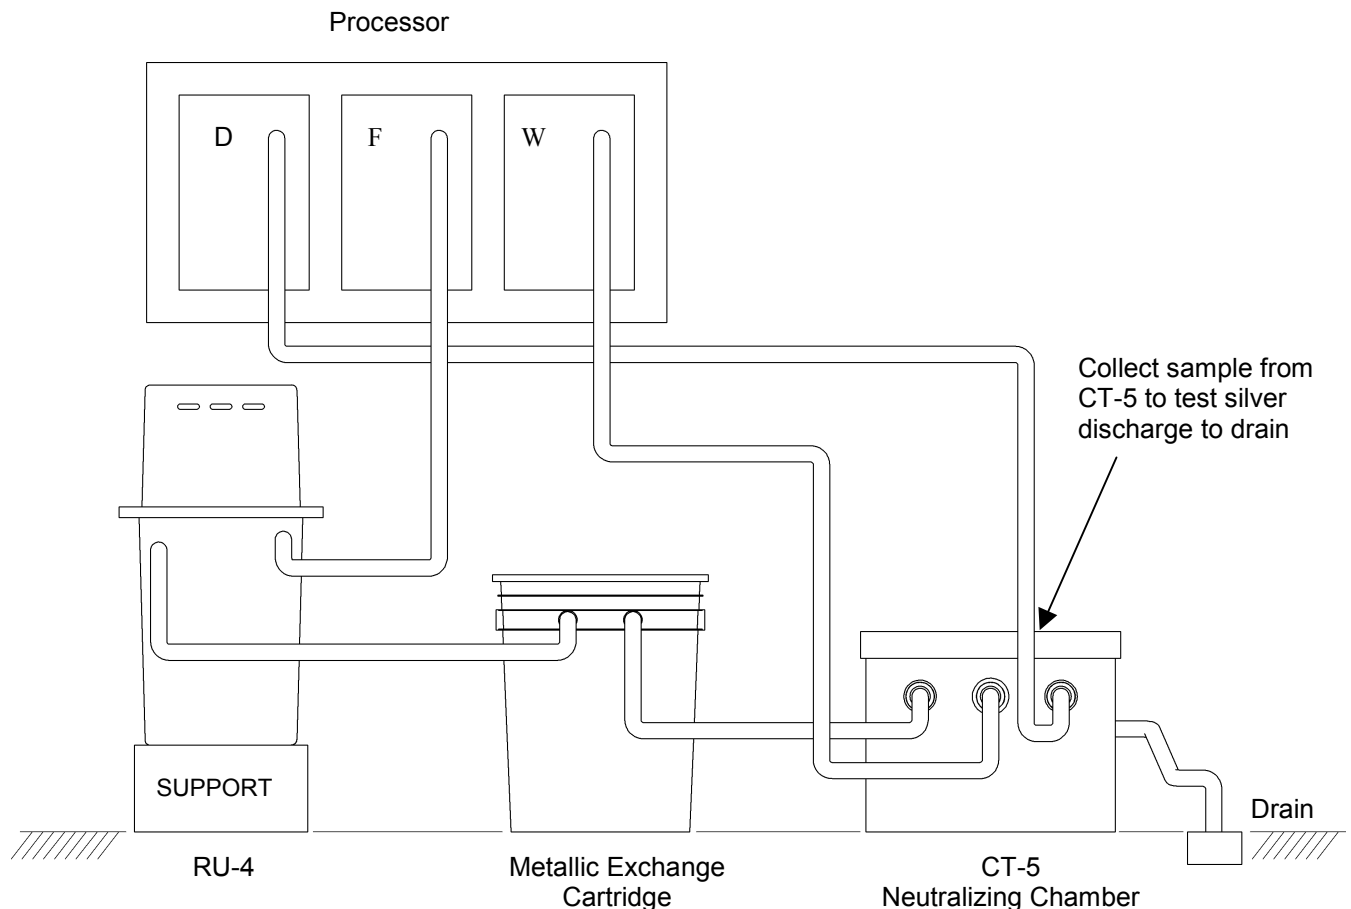 Processor
D
F
W
Collect sample from
CT-5 to test silver
discharge to drain
SUPPORT
Drain
RU-4
Metallic Exchange
Cartridge
CT-5
Neutralizing Chamber